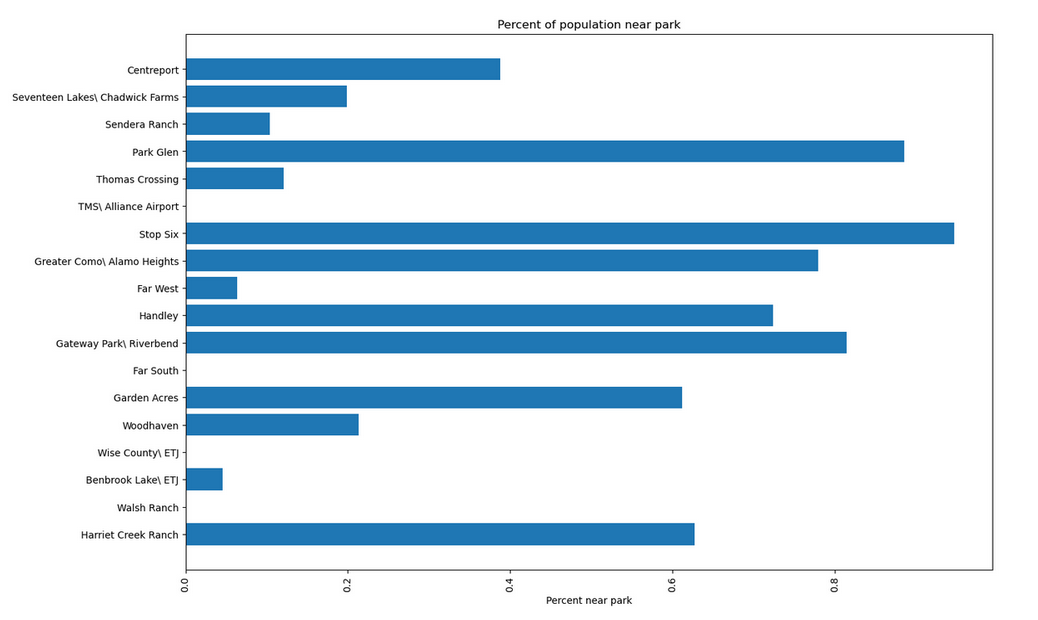 Percent of population near park
Centreport
Seventeen Lakes\ Chadwick Farms
Sendera Ranch
Park Glen
Thomas Crossing
TMS\ Alliance Airport
Stop Six
Greater Como\ Alamo Heights
Far West
Handley
Gateway Park\ Riverbend
Far South
Garden Acres
Woodhaven
Wise County\ ETJ
Benbrook Lake\ ETJ
Walsh Ranch
Harriet Creek Ranch
0.0 0.2 0.4 0.6 0.8
Percent near park